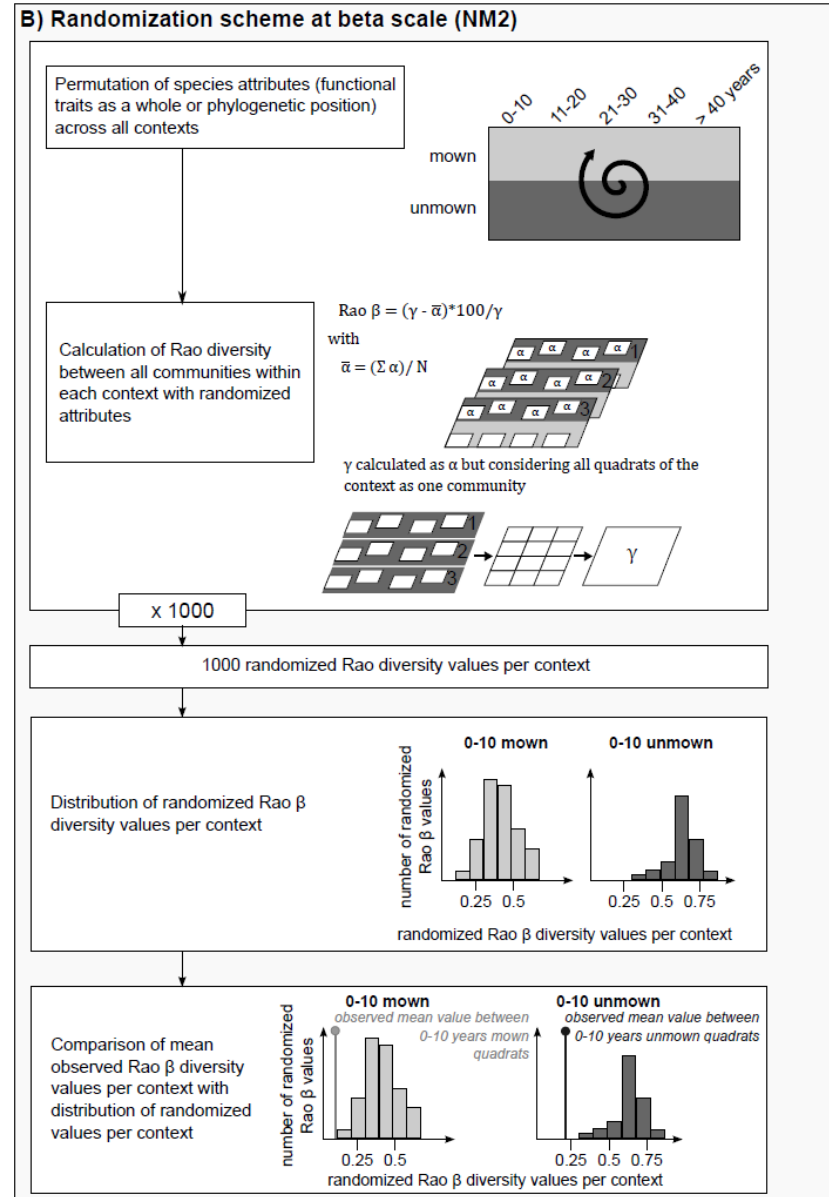 B) Randomization scheme at beta scale (NM2)
Permutation of species attributes (functional
traits as a whole or phylogenetic position)
across all contexts
0-10
11-20
21-30
31-40
> 40 years
mown
unmown
Calculation of Rao diversity
between all communities within
each context with randomized
attributes
Rao β = (γ - α̅)*100/γ
with
α̅ = (Σ α)/ N
α α α α 1
α α α α 2
α α α α 3
γ calculated as α but considering all quadrats of the
context as one community
1
2
3
γ
x 1000
1000 randomized Rao diversity values per context
Distribution of randomized Rao β
diversity values per context
number of randomized
Rao β values
0-10 mown
0.25 0.5
0-10 unmown
0.25 0.5 0.75
randomized Rao β diversity values per context
Comparison of mean
observed Rao β diversity
values per context with
distribution of randomized
values per context
number of randomized
Rao β values
0-10 mown
observed mean value between
0-10 years mown
quadrats
0.25 0.5
0-10 unmown
observed mean value between
0-10 years unmown quadrats
0.25 0.5 0.75
randomized Rao β diversity values per context